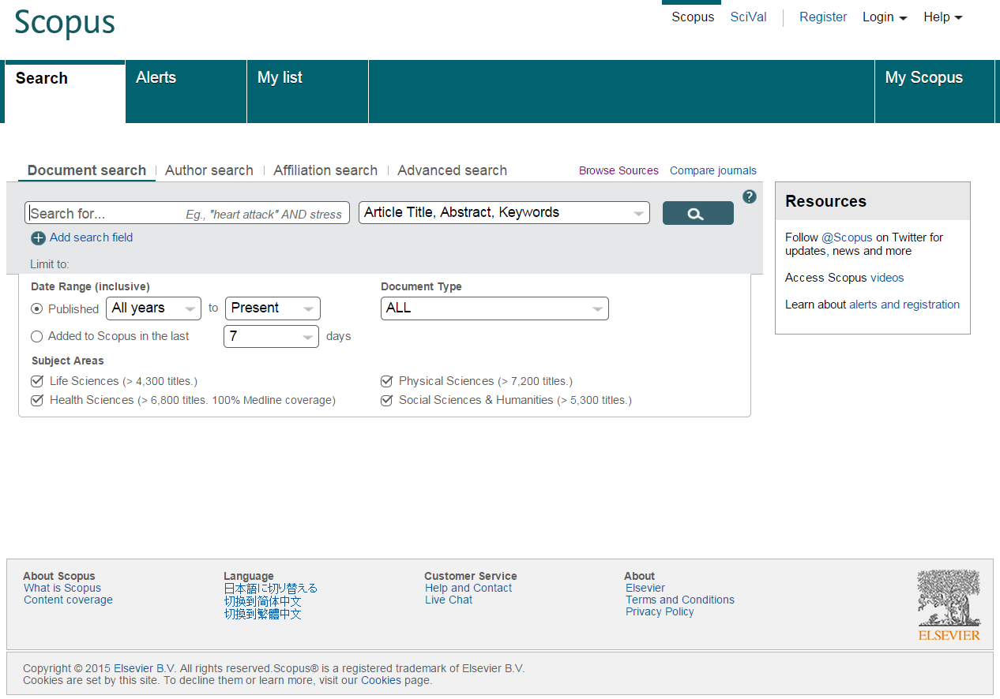 Scopus
Scopus SciVal Register Login Help
Search Alerts My list My Scopus
Document search Author search Affiliation search Advanced search Browse Sources Compare journals
?
Search for... Eg., "heart attack" AND stress Article Title, Abstract, Keywords
Add search field
Limit to:
Date Range (inclusive) Document Type
Published All years to Present ALL
Added to Scopus in the last 7 days
Subject Areas
Life Sciences (> 4,300 titles.) Physical Sciences (> 7,200 titles.)
Health Sciences (> 6,800 titles. 100% Medline coverage) Social Sciences & Humanities (> 5,300 titles.)
Resources
Follow @Scopus on Twitter for
updates, news and more
Access Scopus videos
Learn about alerts and registration
About Scopus
What is Scopus
Content coverage
Language
日本語に切り替える
切换到简体中文
切換到繁體中文
Customer Service
Help and Contact
Live Chat
About
Elsevier
Terms and Conditions
Privacy Policy
ELSEVIER
Copyright © 2015 Elsevier B.V. All rights reserved.Scopus® is a registered trademark of Elsevier B.V.
Cookies are set by this site. To decline them or learn more, visit our Cookies page.